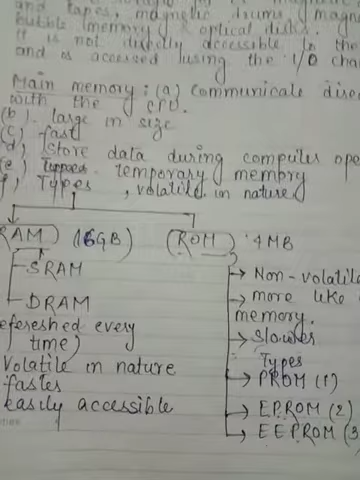 and tapes, magnetic drums, magne
bubble memory & optical disks.
It is not directly accessible to the
and is accessed using the I/O cha
Main memory: (a) communicate dire
with the CPU.
(b) large in size
(c) fast
d) Store data during computer ope
(e) temporary memory
f) Types, volatile in nature
RAM) (16GB)
(ROM) 4MB
SRAM
DRAM
efereshed every
time)
Volatile in nature
faster
easily accessible
Non-volatile
more like
memory.
Slower
Types
PROM (1)
EPROM (2)
EEPROM (3)